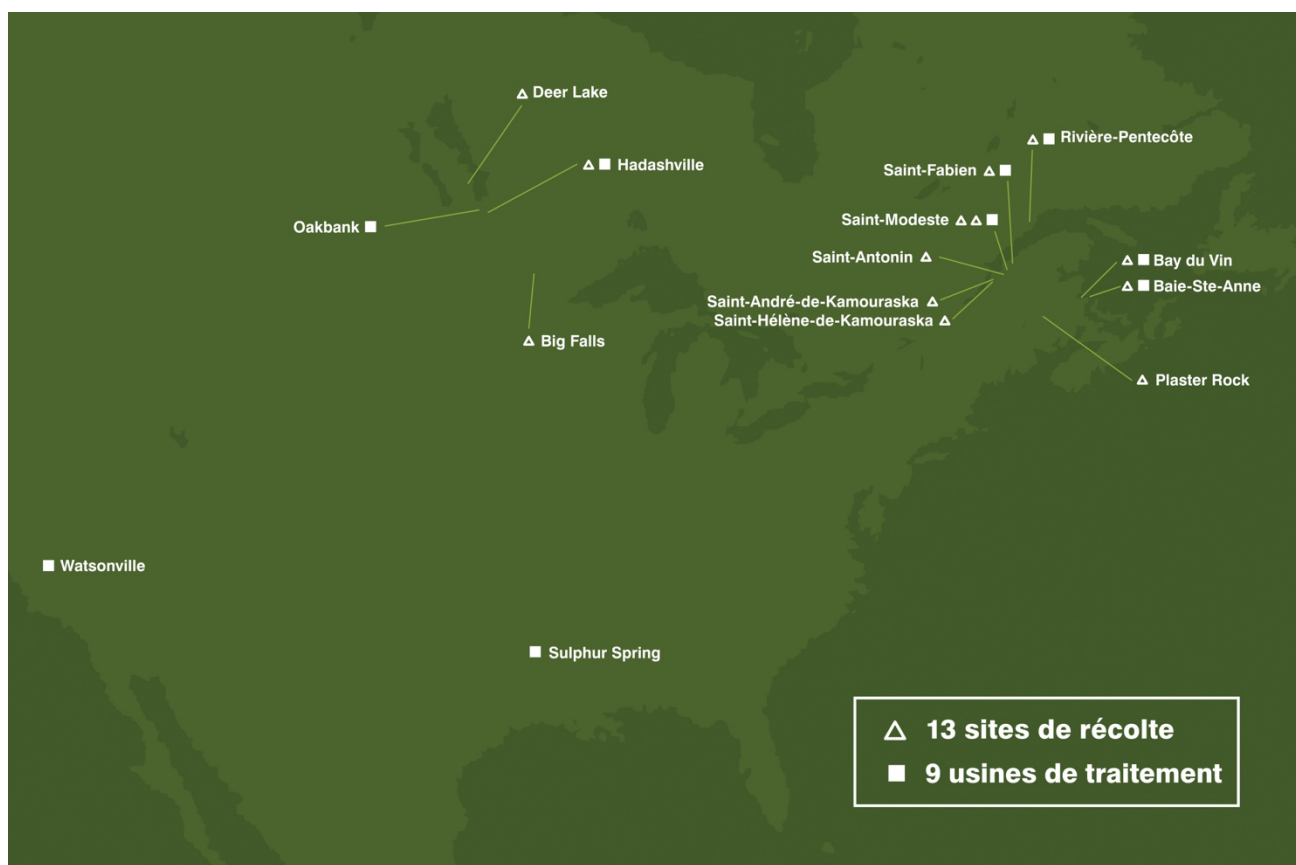 Deer Lake
Rivière-Pentecôte
Hadashville
Saint-Fabien
Saint-Modeste
Oakbank
Saint-Antonin
Bay du Vin
Baie-Ste-Anne
Saint-André-de-Kamouraska
Saint-Hélène-de-Kamouraska
Big Falls
Plaster Rock
Watsonville
Sulphur Spring
13 sites de récolte
9 usines de traitement